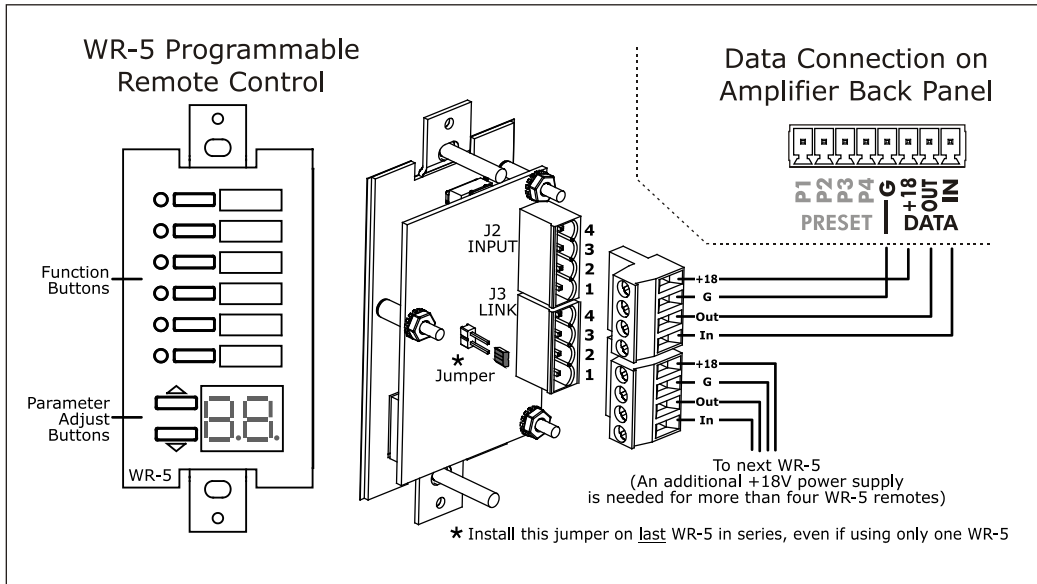 WR-5 Programmable
Remote Control
Function
Buttons
Parameter
Adjust
Buttons
8.8.
WR-5
J2
INPUT
4
3
2
1
J3
LINK
4
3
2
1
*
Jumper
Data Connection on
Amplifier Back Panel
P1
P2
P3
P4
G
+18
OUT
IN
PRESET
DATA
+18
G
Out
In
+18
G
Out
In
To next WR-5
(An additional +18V power supply
is needed for more than four WR-5 remotes)
* Install this jumper on last WR-5 in series, even if using only one WR-5